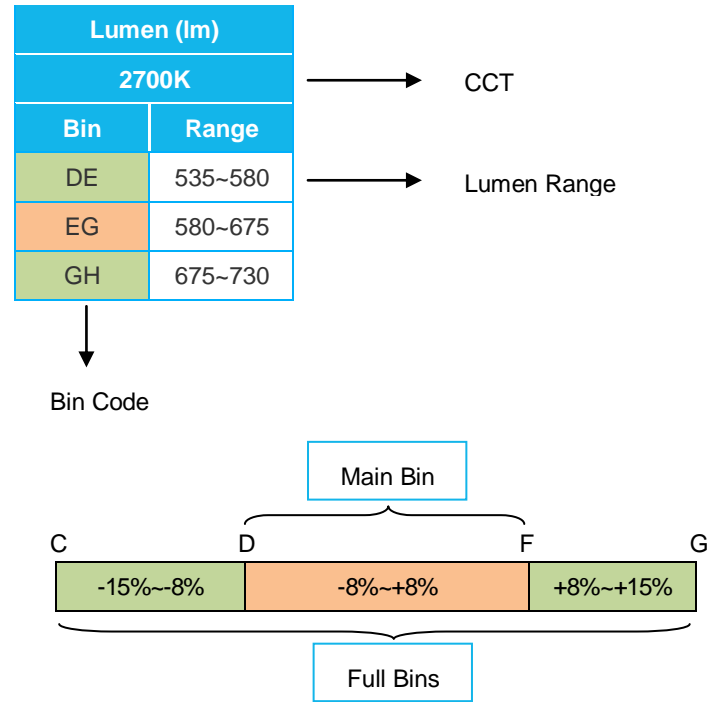 Lumen (lm)
2700K
CCT
Bin Range
DE 535~580
Lumen Range
EG 580~675
GH 675~730
Bin Code
Main Bin
C D F G
-15%~-8% -8%~+8% +8%~+15%
Full Bins